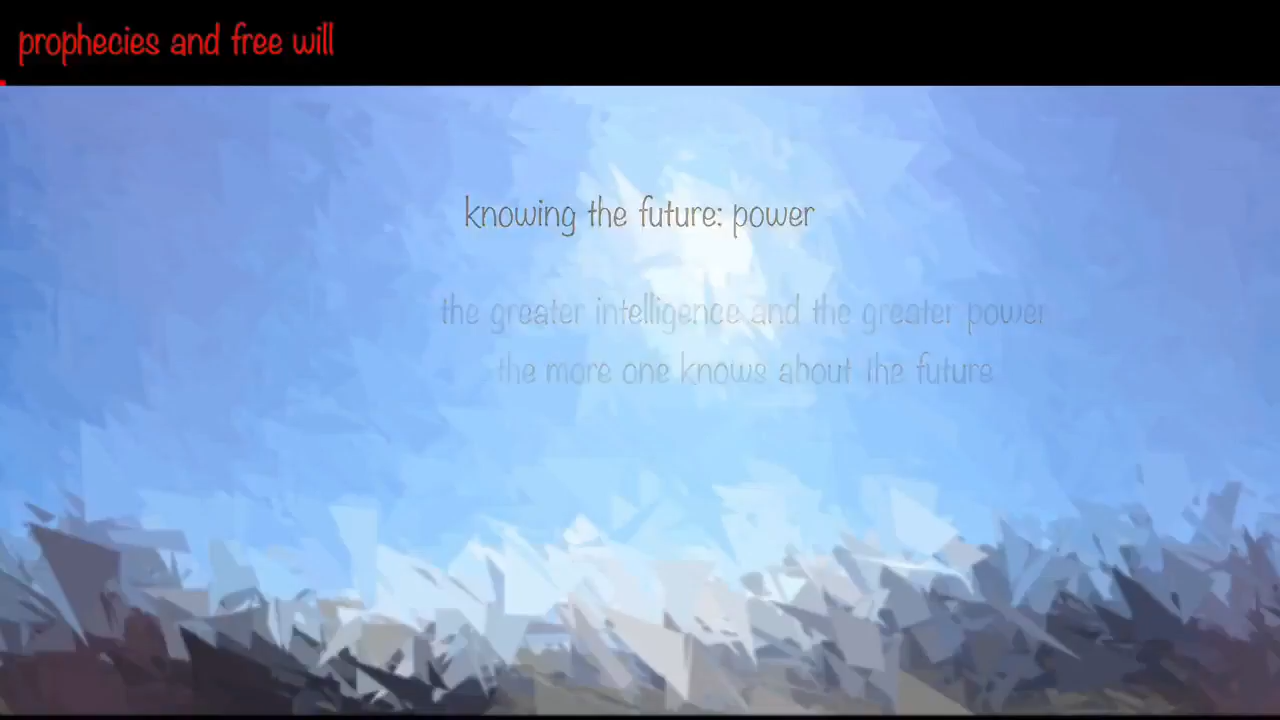 prophecies and free will
knowing the future: power
the greater intelligence and the greater power
the more one knows about the future